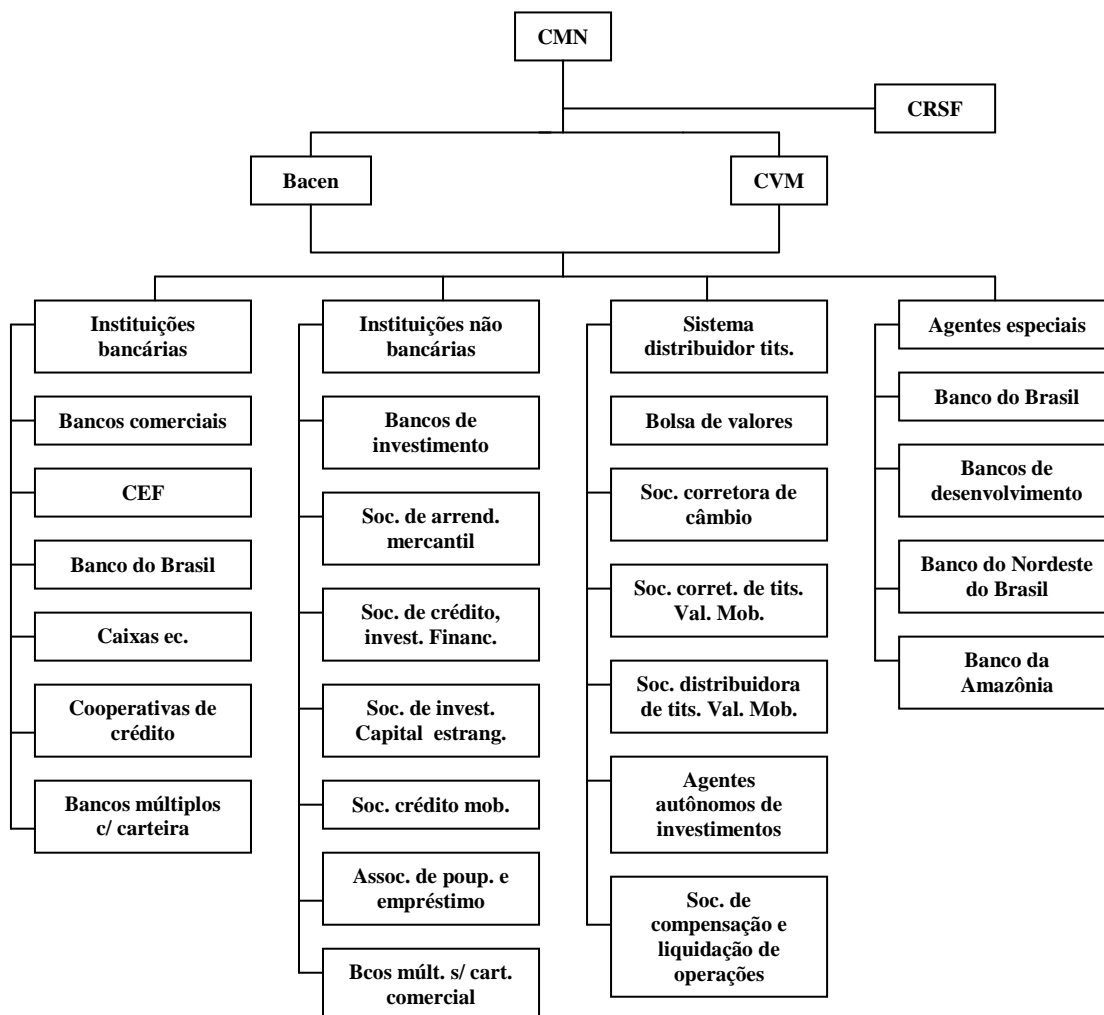 CMN
CRSF
Bacen
CVM
Instituições
bancárias
Bancos comerciais
CEF
Banco do Brasil
Caixas ec.
Cooperativas de
crédito
Bancos múltiplos
c/ carteira
Instituições não
bancárias
Bancos de
investimento
Soc. de arrend.
mercantil
Soc. de crédito,
invest. Financ.
Soc. de invest.
Capital estrang.
Soc. crédito mob.
Assoc. de poup. e
empréstimo
Bcos múlt. s/ cart.
comercial
Sistema
distribuidor tits.
Bolsa de valores
Soc. corretora de
câmbio
Soc. corret. de tits.
Val. Mob.
Soc. distribuidora
de tits. Val. Mob.
Agentes
autônomos de
investimentos
Soc. de
compensação e
liquidação de
operações
Agentes especiais
Banco do Brasil
Bancos de
desenvolvimento
Banco do Nordeste
do Brasil
Banco da
Amazônia